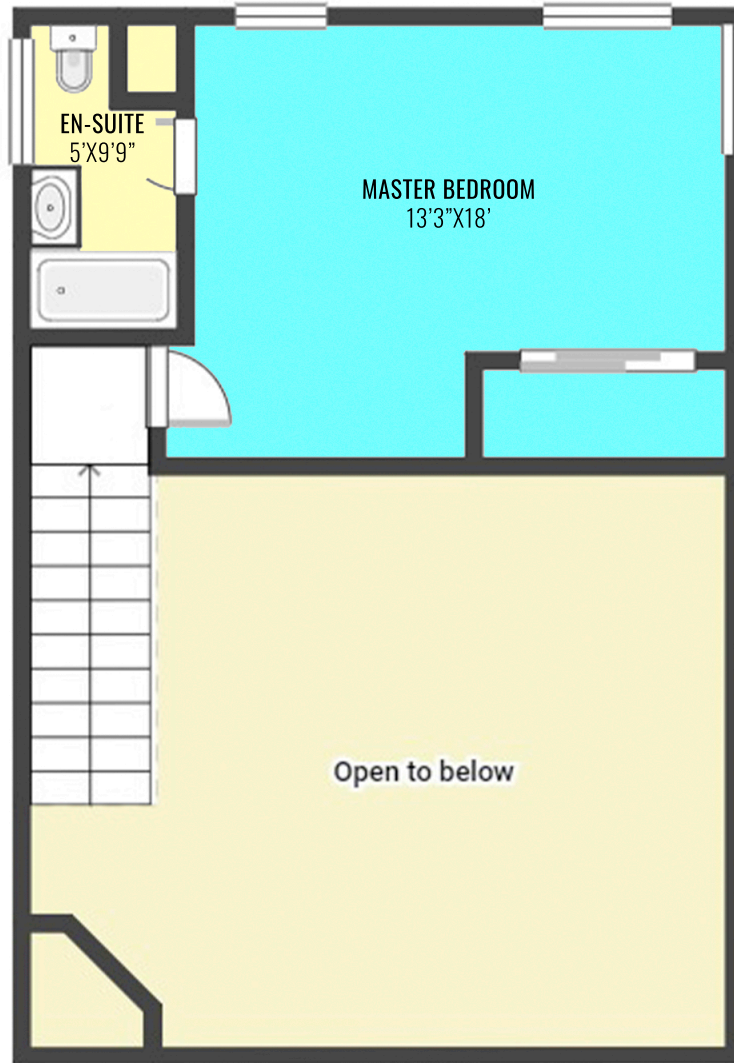 EN-SUITE
5'X9'9"
MASTER BEDROOM
13'3"X18'
Open to below